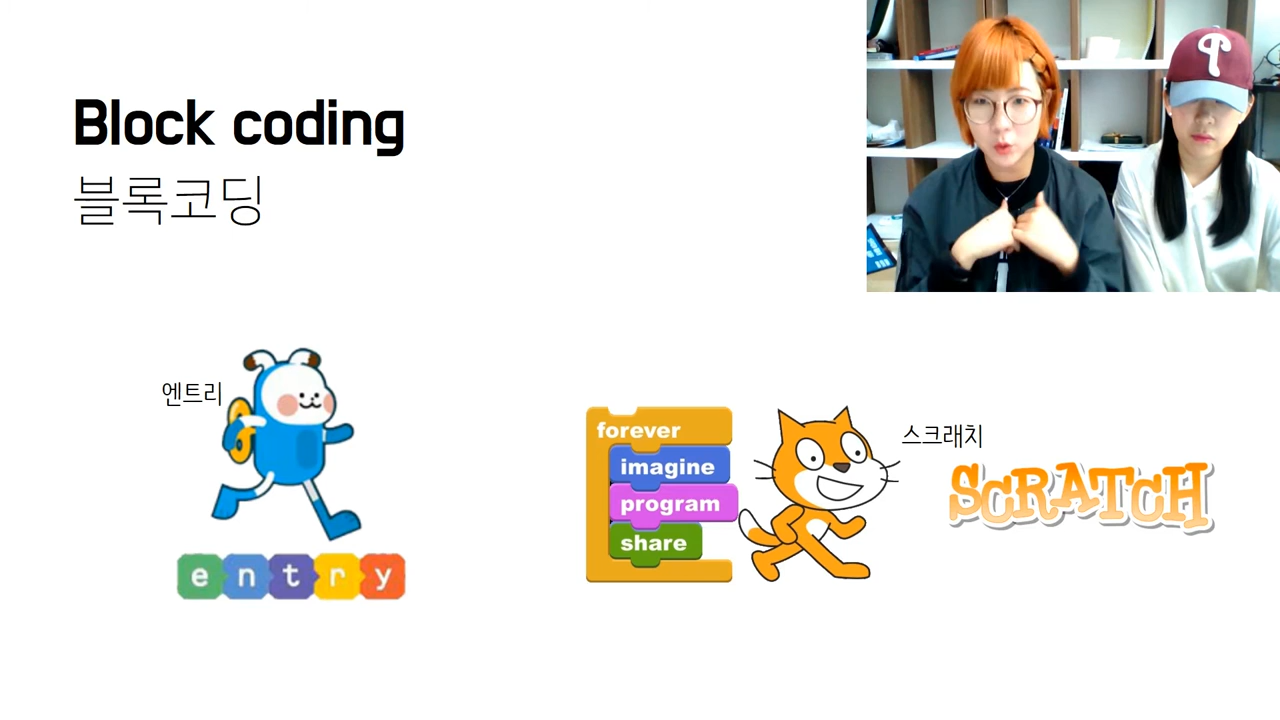 Block coding
블록코딩
엔트리
entry
forever
imagine
program
share
스크래치
SCRATCH
P